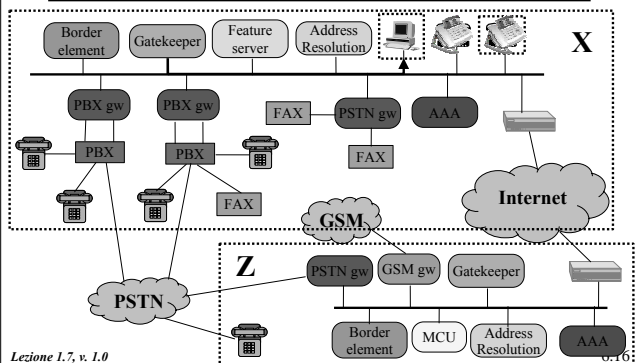 Border
element
Gatekeeper
Feature
server
Address
Resolution
X
PBX gw
PBX gw
FAX
PSTN gw
AAA
PBX
PBX
FAX
FAX
Internet
GSM
Z
PSTN gw
GSM gw
Gatekeeper
PSTN
Border
element
MCU
Address
Resolution
AAA
Lezione 1.7, v. 1.0
6.16